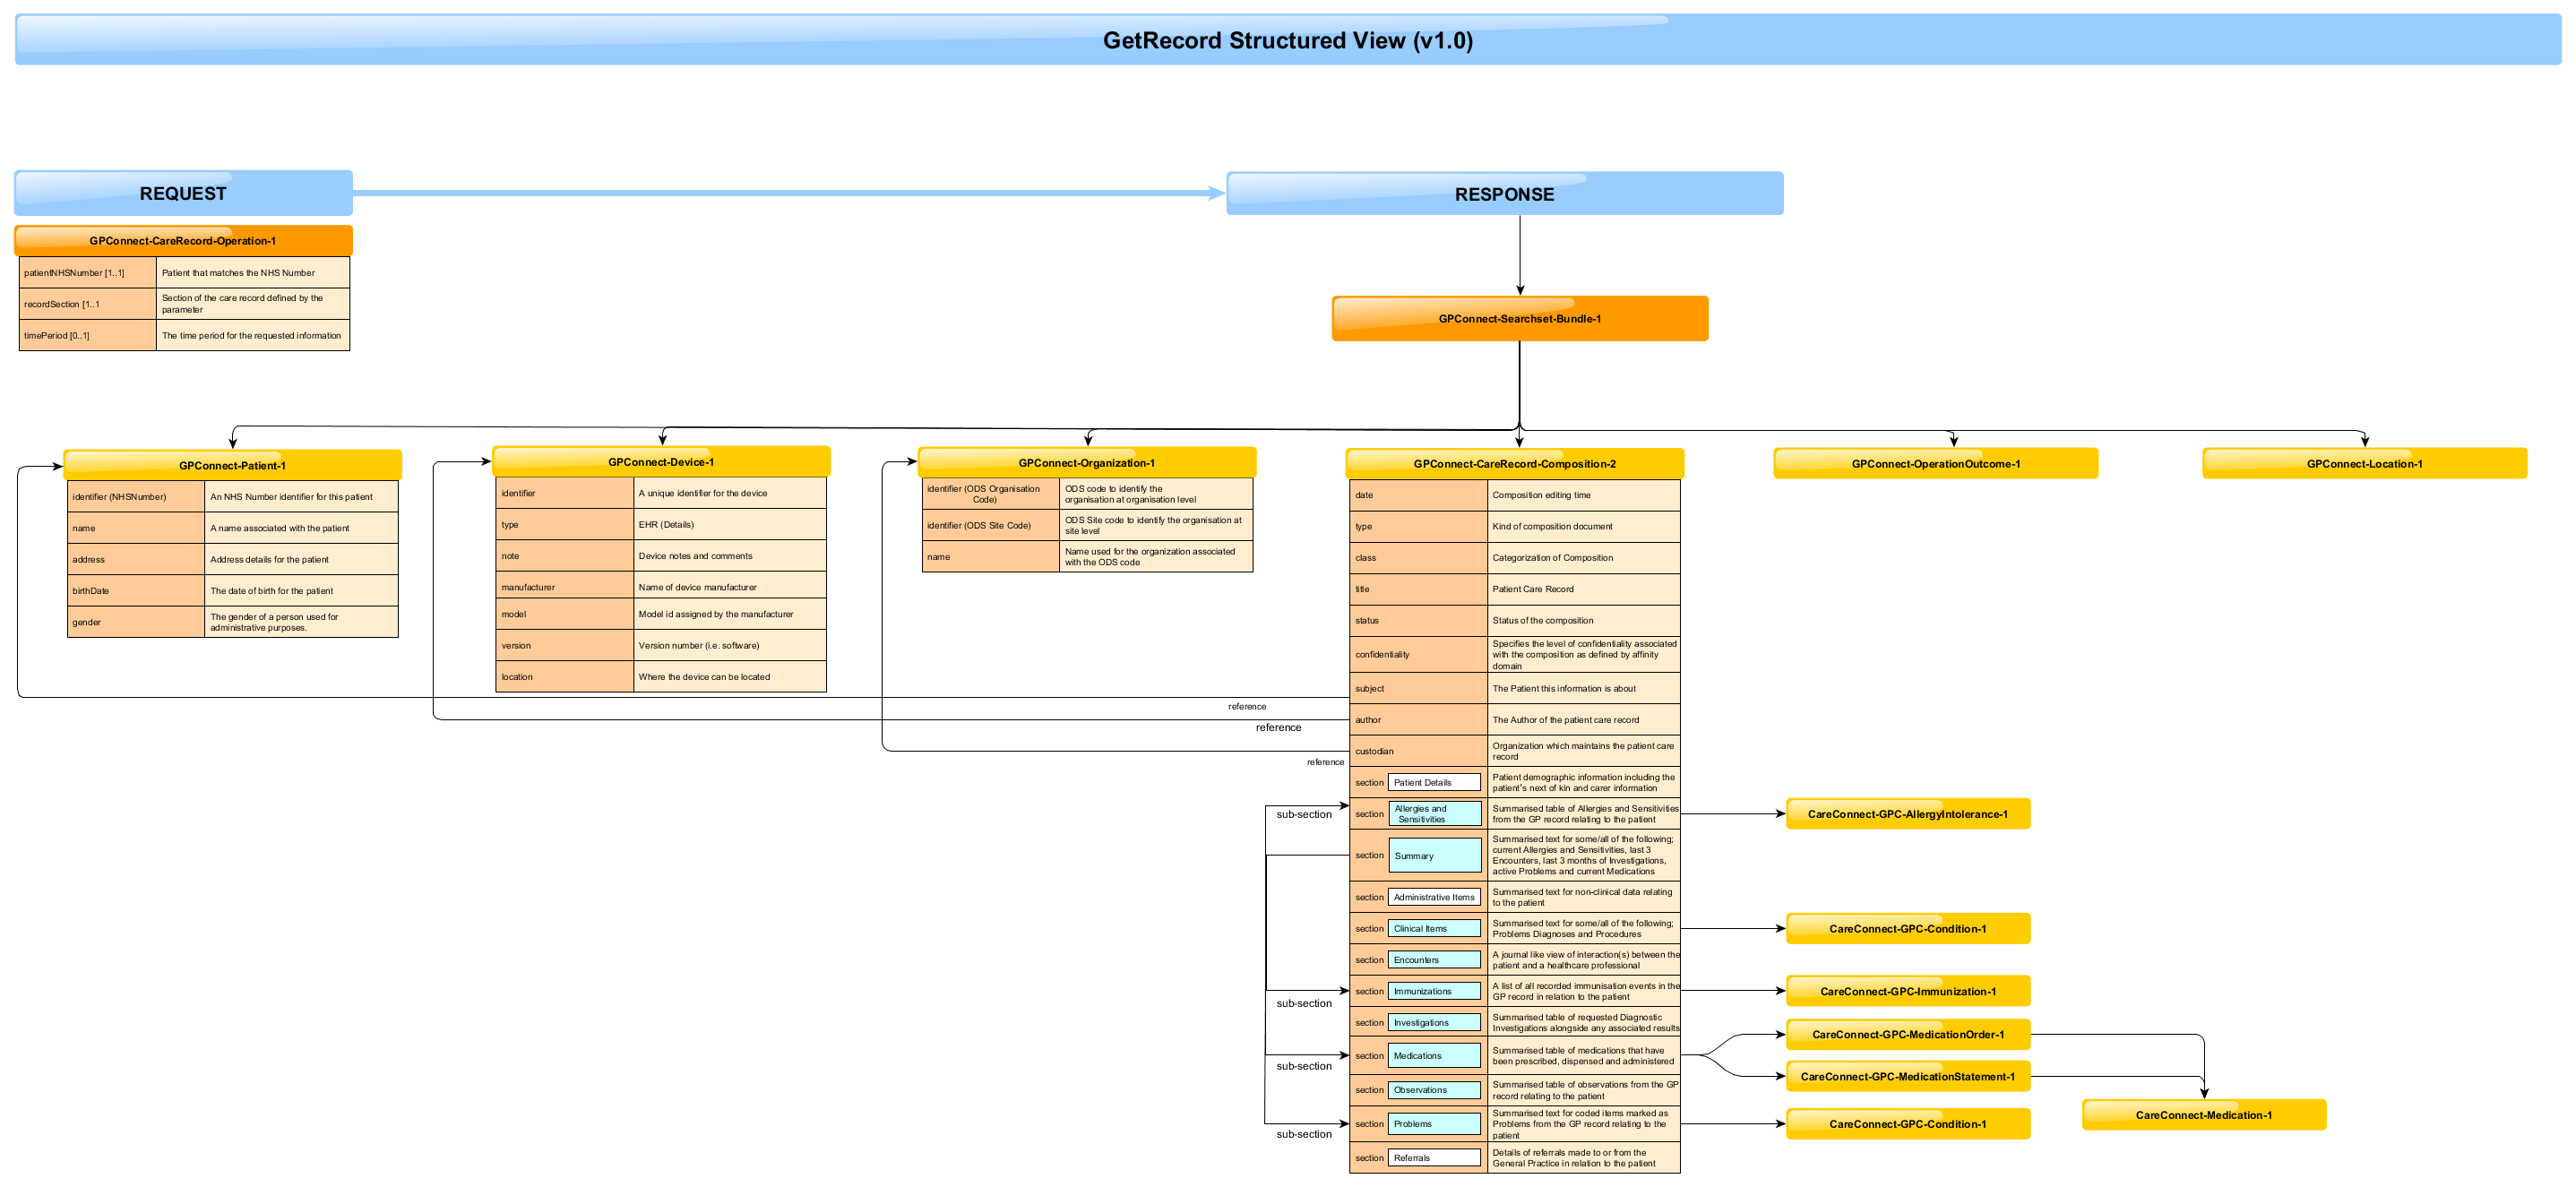 GetRecord Structured View (v1.0)
REQUEST
RESPONSE
GPConnect-CareRecord-Operation-1
patientNHSNumber [1..1]
Patient that matches the NHS Number
recordSection [1..1
Section of the care record defined by the
parameter
timePeriod [0..1]
The time period for the requested information
GPConnect-Searchset-Bundle-1
GPConnect-Patient-1
identifier (NHSNumber)
An NHS Number identifier for this patient
name
A name associated with the patient
address
Address details for the patient
birthDate
The date of birth for the patient
gender
The gender of a person used for
administrative purposes.
GPConnect-Device-1
identifier
A unique identifier for the device
type
EHR (Details)
note
Device notes and comments
manufacturer
Name of device manufacturer
model
Model id assigned by the manufacturer
version
Version number (i.e. software)
location
Where the device can be located
GPConnect-Organization-1
identifier (ODS Organisation
Code)
ODS code to identify the
organisation at organisation level
identifier (ODS Site Code)
ODS Site code to identify the organisation at
site level
name
Name used for the organization associated
with the ODS code
GPConnect-CareRecord-Composition-2
date
Composition editing time
type
Kind of composition document
class
Categorization of Composition
title
Patient Care Record
status
Status of the composition
confidentiality
Specifies the level of confidentiality associated
with the composition as defined by affinity
domain
subject
The Patient this information is about
reference
author
The Author of the patient care record
reference
custodian
Organization which maintains the patient care
record
reference
section
Patient Details
Patient demographic information including the
patient's next of kin and carer information
sub-section
section
Allergies and
Sensitivities
Summarised table of Allergies and Sensitivities
from the GP record relating to the patient
section
Summary
Summarised text for some/all of the following;
current Allergies and Sensitivities, last 3
Encounters, last 3 months of Investigations,
active Problems and current Medications
section
Administrative Items
Summarised text for non-clinical data relating
to the patient
section
Clinical Items
Summarised text for some/all of the following;
Problems Diagnoses and Procedures
section
Encounters
A journal like view of interaction(s) between the
patient and a healthcare professional
sub-section
section
Immunizations
A list of all recorded immunisation events in the
GP record in relation to the patient
section
Investigations
Summarised table of requested Diagnostic
Investigations alongside any associated results
sub-section
section
Medications
Summarised table of medications that have
been prescribed, dispensed and administered
section
Observations
Summarised table of observations from the GP
record relating to the patient
sub-section
section
Problems
Summarised text for coded items marked as
Problems from the GP record relating to the
patient
section
Referrals
Details of referrals made to or from the
General Practice in relation to the patient
GPConnect-OperationOutcome-1
GPConnect-Location-1
CareConnect-GPC-AllergyIntolerance-1
CareConnect-GPC-Condition-1
CareConnect-GPC-Immunization-1
CareConnect-GPC-MedicationOrder-1
CareConnect-GPC-MedicationStatement-1
CareConnect-GPC-Condition-1
CareConnect-Medication-1